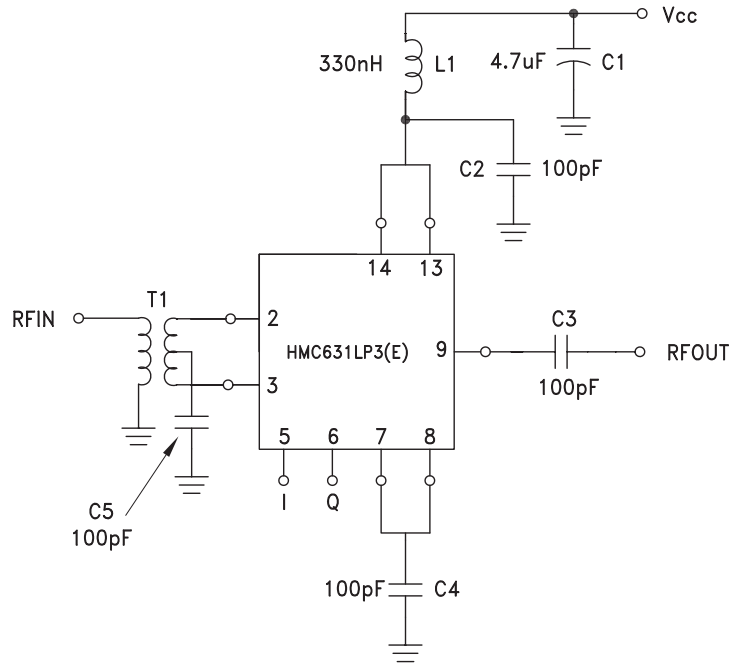 Vcc
330nH L1 4.7uF C1
C2 100pF
14 13
T1
RFIN 2 C3
HMC631LP3(E) 9 RFOUT
3 100pF
5 6 7 8
I Q
C5
100pF
100pF C4